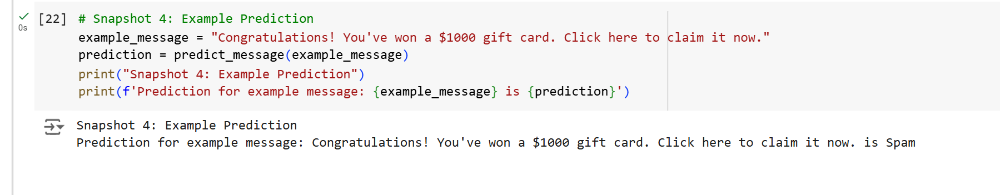 [22] # Snapshot 4: Example Prediction
0s
example_message = "Congratulations! You've won a $1000 gift card. Click here to claim it now."
prediction = predict_message(example_message)
print("Snapshot 4: Example Prediction")
print(f'Prediction for example message: {example_message} is {prediction}')
Snapshot 4: Example Prediction
Prediction for example message: Congratulations! You've won a $1000 gift card. Click here to claim it now. is Spam